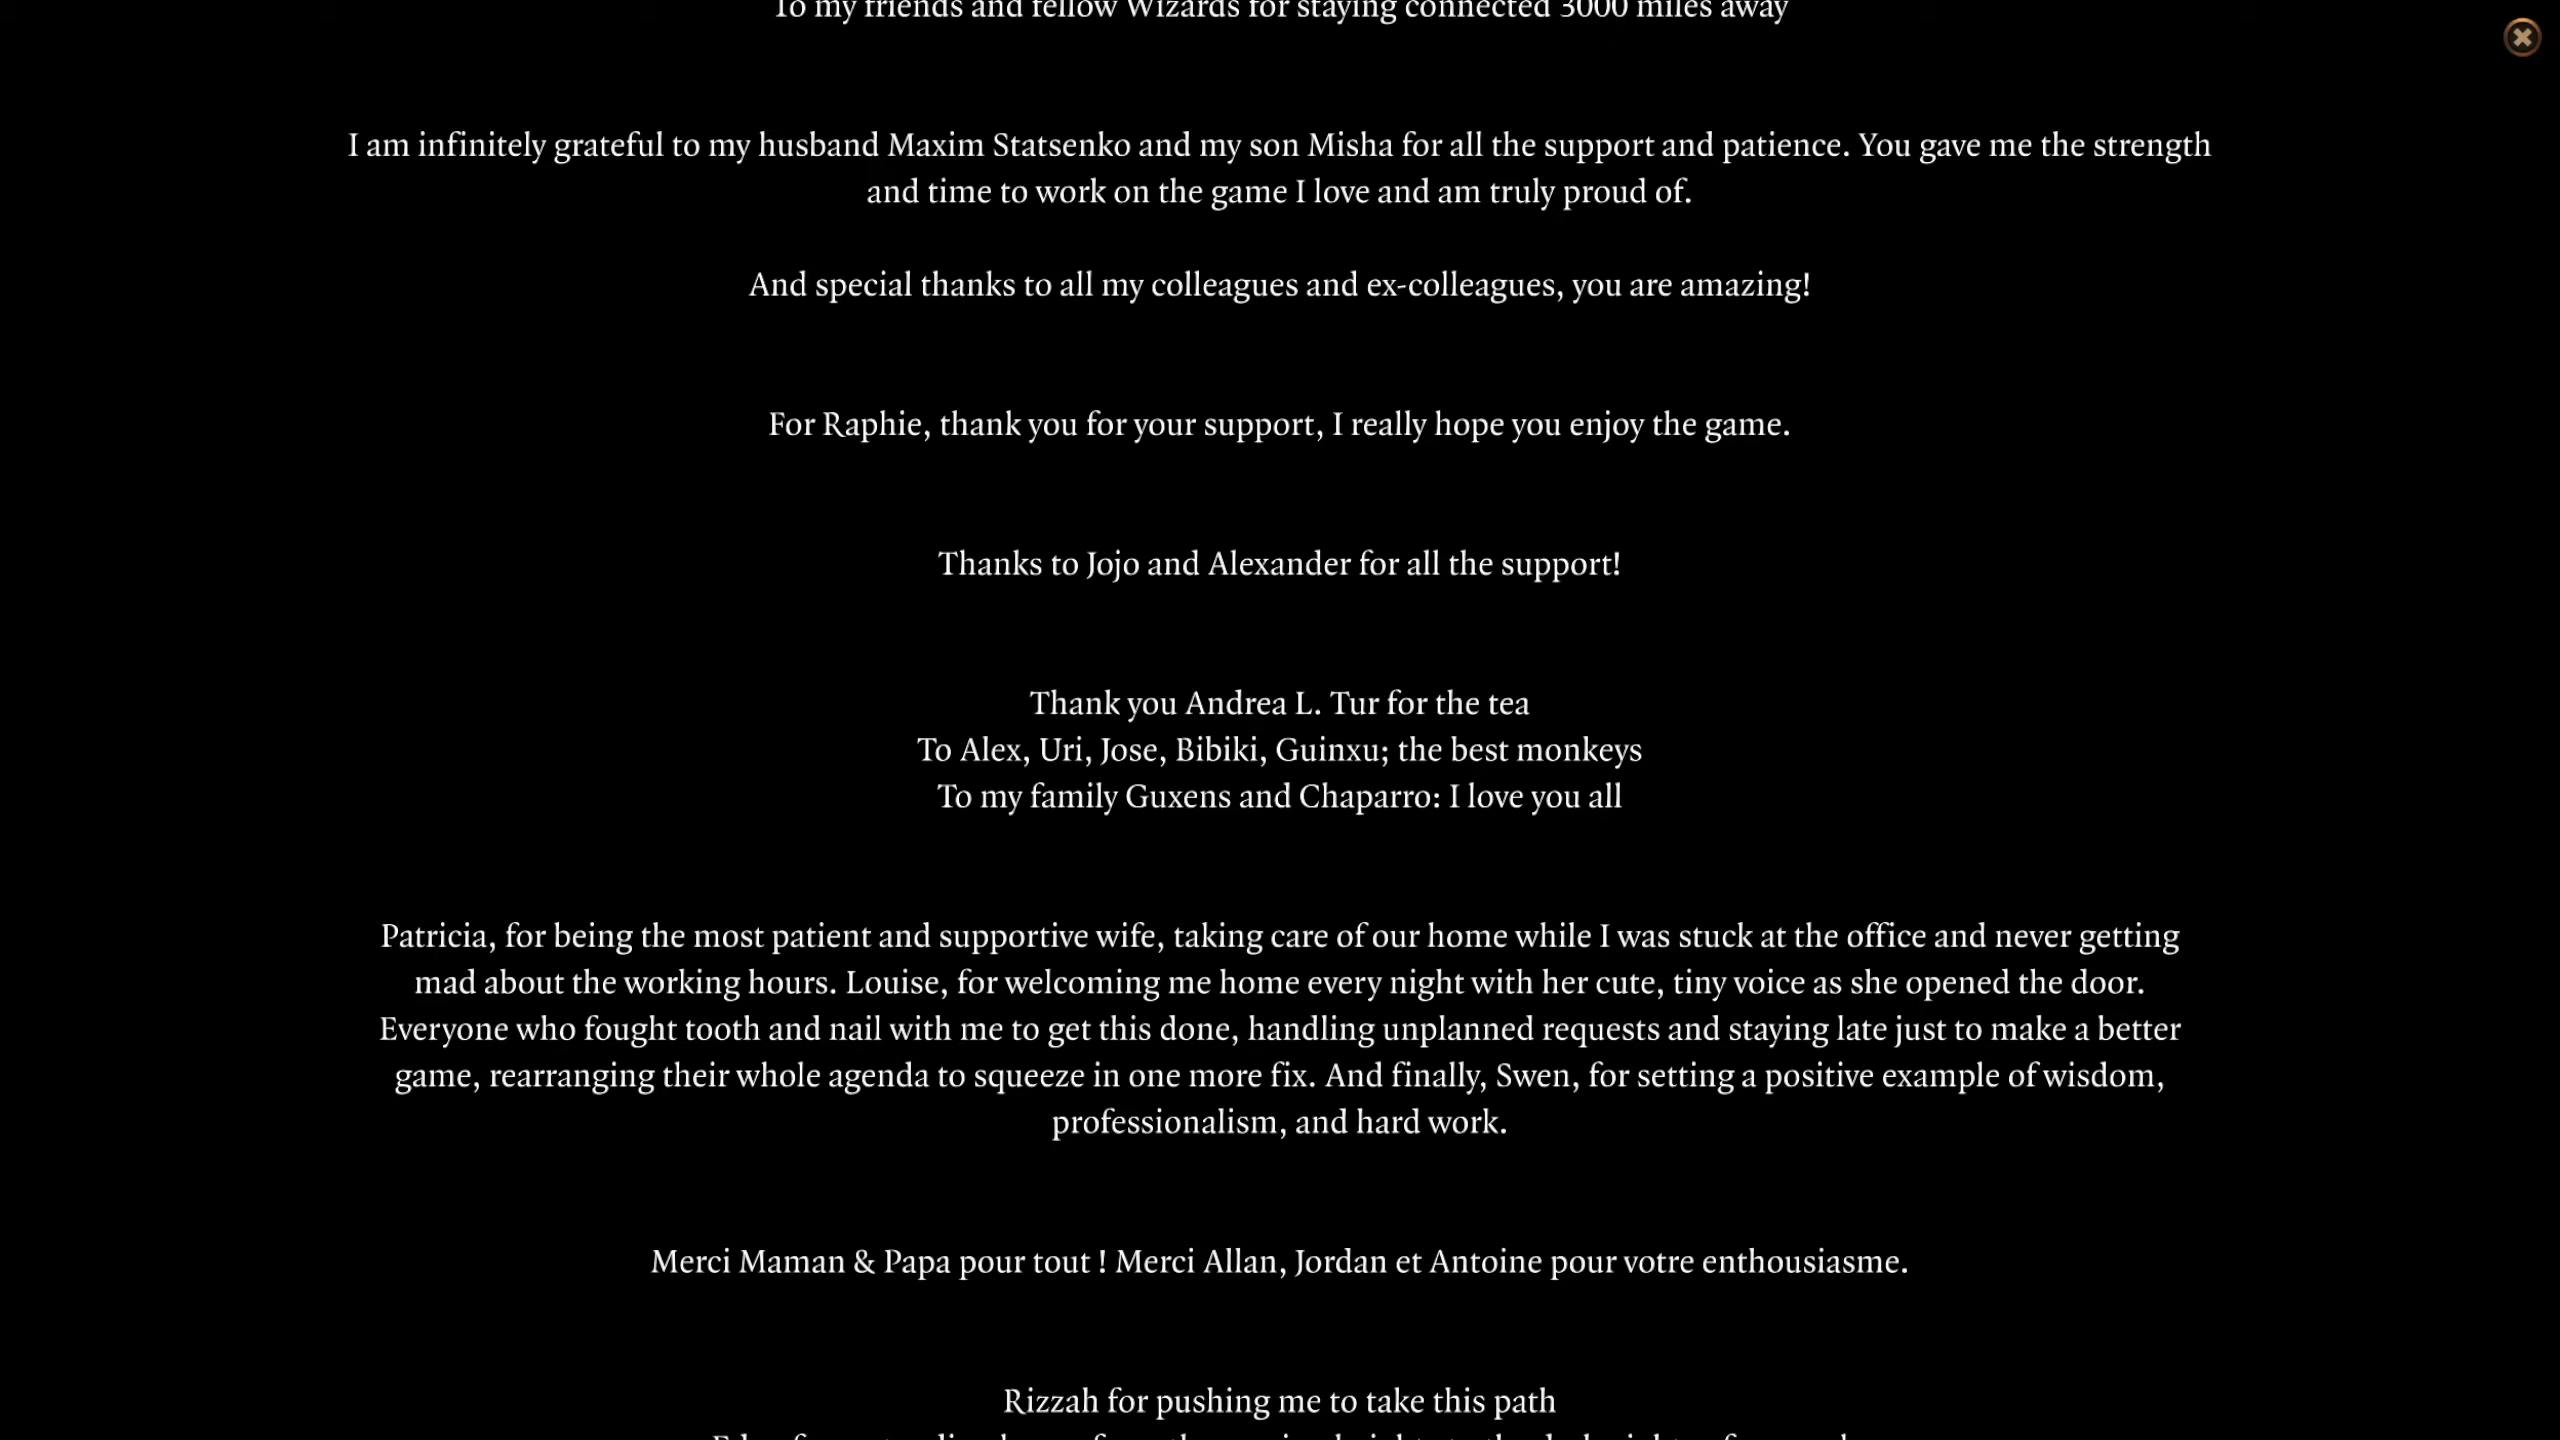 To my friends and fellow Wizards for staying connected 3000 miles away
I am infinitely grateful to my husband Maxim Statsenko and my son Misha for all the support and patience. You gave me the strength
and time to work on the game I love and am truly proud of.
And special thanks to all my colleagues and ex-colleagues, you are amazing!
For Raphie, thank you for your support, I really hope you enjoy the game.
Thanks to Jojo and Alexander for all the support!
Thank you Andrea L. Tur for the tea
To Alex, Uri, Jose, Bibiki, Guinxu; the best monkeys
To my family Guxens and Chaparro: I love you all
Patricia, for being the most patient and supportive wife, taking care of our home while I was stuck at the office and never getting
mad about the working hours. Louise, for welcoming me home every night with her cute, tiny voice as she opened the door.
Everyone who fought tooth and nail with me to get this done, handling unplanned requests and staying late just to make a better
game, rearranging their whole agenda to squeeze in one more fix. And finally, Swen, for setting a positive example of wisdom,
professionalism, and hard work.
Merci Maman & Papa pour tout ! Merci Allan, Jordan et Antoine pour votre enthousiasme.
Rizzah for pushing me to take this path